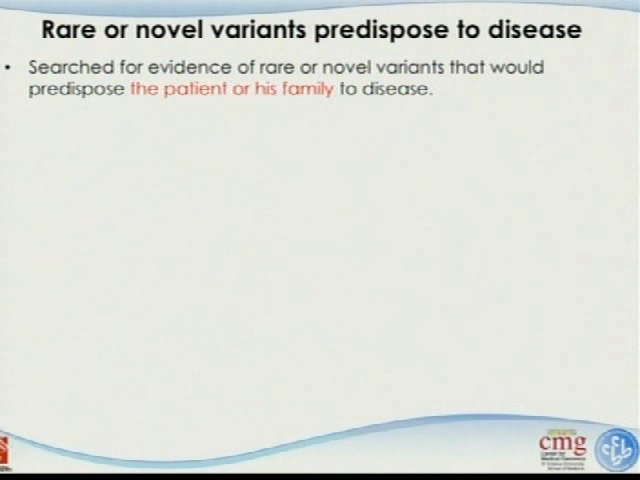 Rare or novel variants predispose to disease
• Searched for evidence of rare or novel variants that would
predispose the patient or his family to disease.
cmg